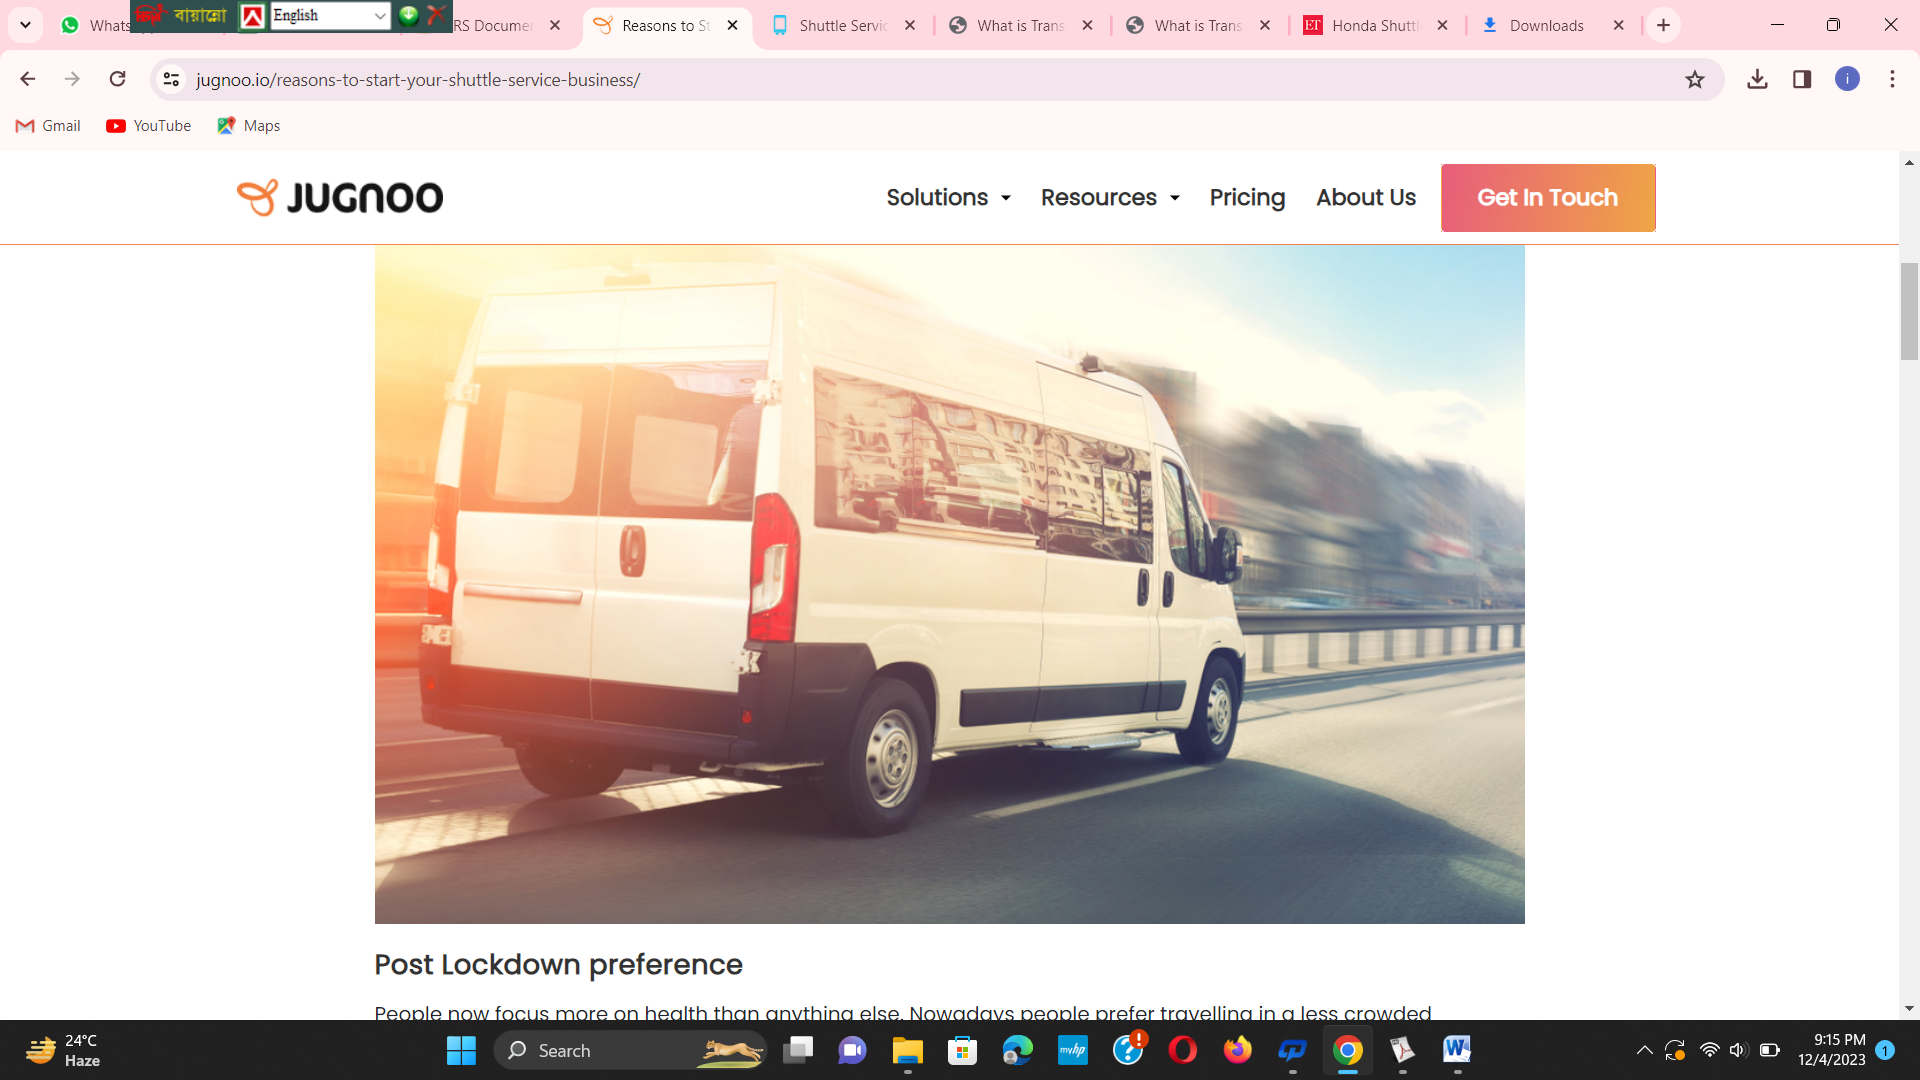 Whats
বায়ান্নো
English
RS Documen
Reasons to St
Shuttle Servic
What is Trans
What is Trans
ET
Honda Shuttl
Downloads
jugnoo.io/reasons-to-start-your-shuttle-service-business/
i
Gmail
YouTube
Maps
JUGNOO
Solutions
Resources
Pricing
About Us
Get In Touch
Post Lockdown preference
People now focus more on health than anything else. Nowadays people prefer travelling in a less crowded
24°C
Haze
Search
myhp
W
9:15 PM
12/4/2023
1